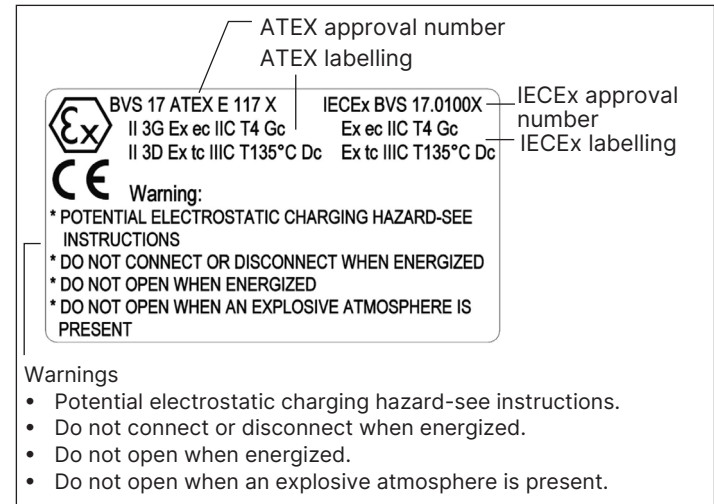 ATEX approval number
ATEX labelling
BVS 17 ATEX E 117 X IECEx BVS 17.0100X
II 3G Ex ec IIC T4 Gc Ex ec IIC T4 Gc
II 3D Ex tc IIIC T135°C Dc Ex tc IIIC T135°C Dc
IECEx approval
number
IECEx labelling
Ex
CE
Warning:
* POTENTIAL ELECTROSTATIC CHARGING HAZARD-SEE
INSTRUCTIONS
* DO NOT CONNECT OR DISCONNECT WHEN ENERGIZED
* DO NOT OPEN WHEN ENERGIZED
* DO NOT OPEN WHEN AN EXPLOSIVE ATMOSPHERE IS
PRESENT
Warnings
• Potential electrostatic charging hazard-see instructions.
• Do not connect or disconnect when energized.
• Do not open when energized.
• Do not open when an explosive atmosphere is present.